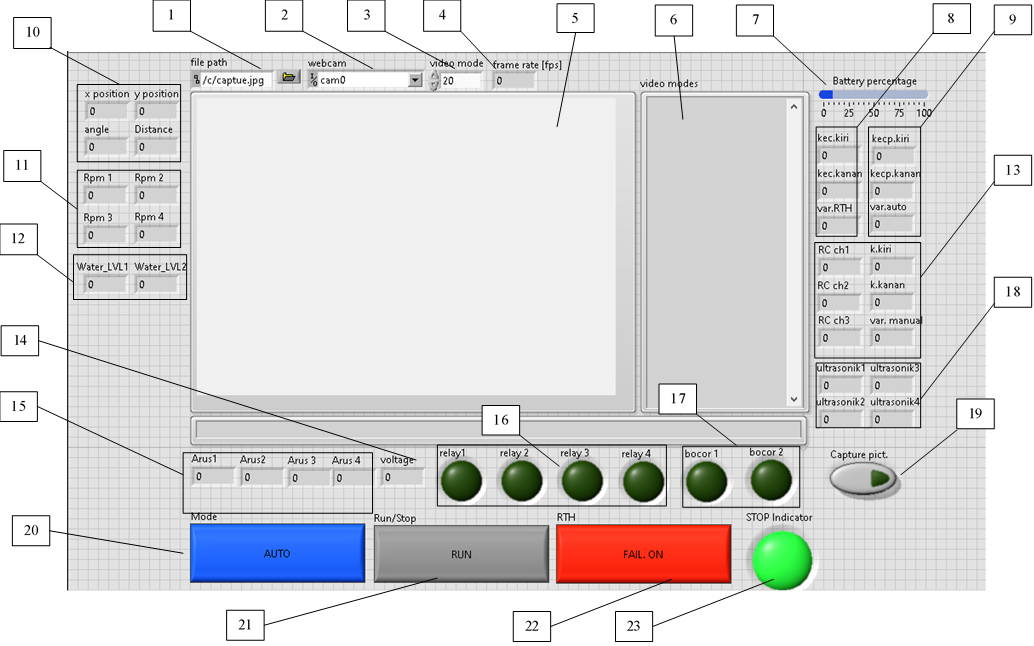 1
2
3
4
5
6
7
8
9
10
file path
webcam
video mode
frame rate [fps]
/c/captue.jpg
cam0
20
0
video modes
Battery percentage
0 25 50 75 100
x position y position
0 0
angle Distance
0 0
11
Rpm 1 Rpm 2
0 0
Rpm 3 Rpm 4
0 0
12
Water_LVL1 Water_LVL2
0 0
kec.kiri kecp.kiri
0 0
kec.kanan kecp.kanan
0 0
var.RTH var.auto
0 0
13
RC ch1 k.kiri
0 0
RC ch2 k.kanan
0 0
RC ch3 var. manual
0 0
18
ultrasonik1 ultrasonik3
0 0
ultrasonik2 ultrasonik4
0 0
14
15
16
17
19
Arus1 Arus2 Arus 3 Arus 4 voltage
0 0 0 0 0
relay1 relay 2 relay 3 relay 4
bocor 1 bocor 2
Capture pict.
20
Mode Run/Stop RTH STOP Indicator
AUTO RUN FAIL. ON
21
22
23